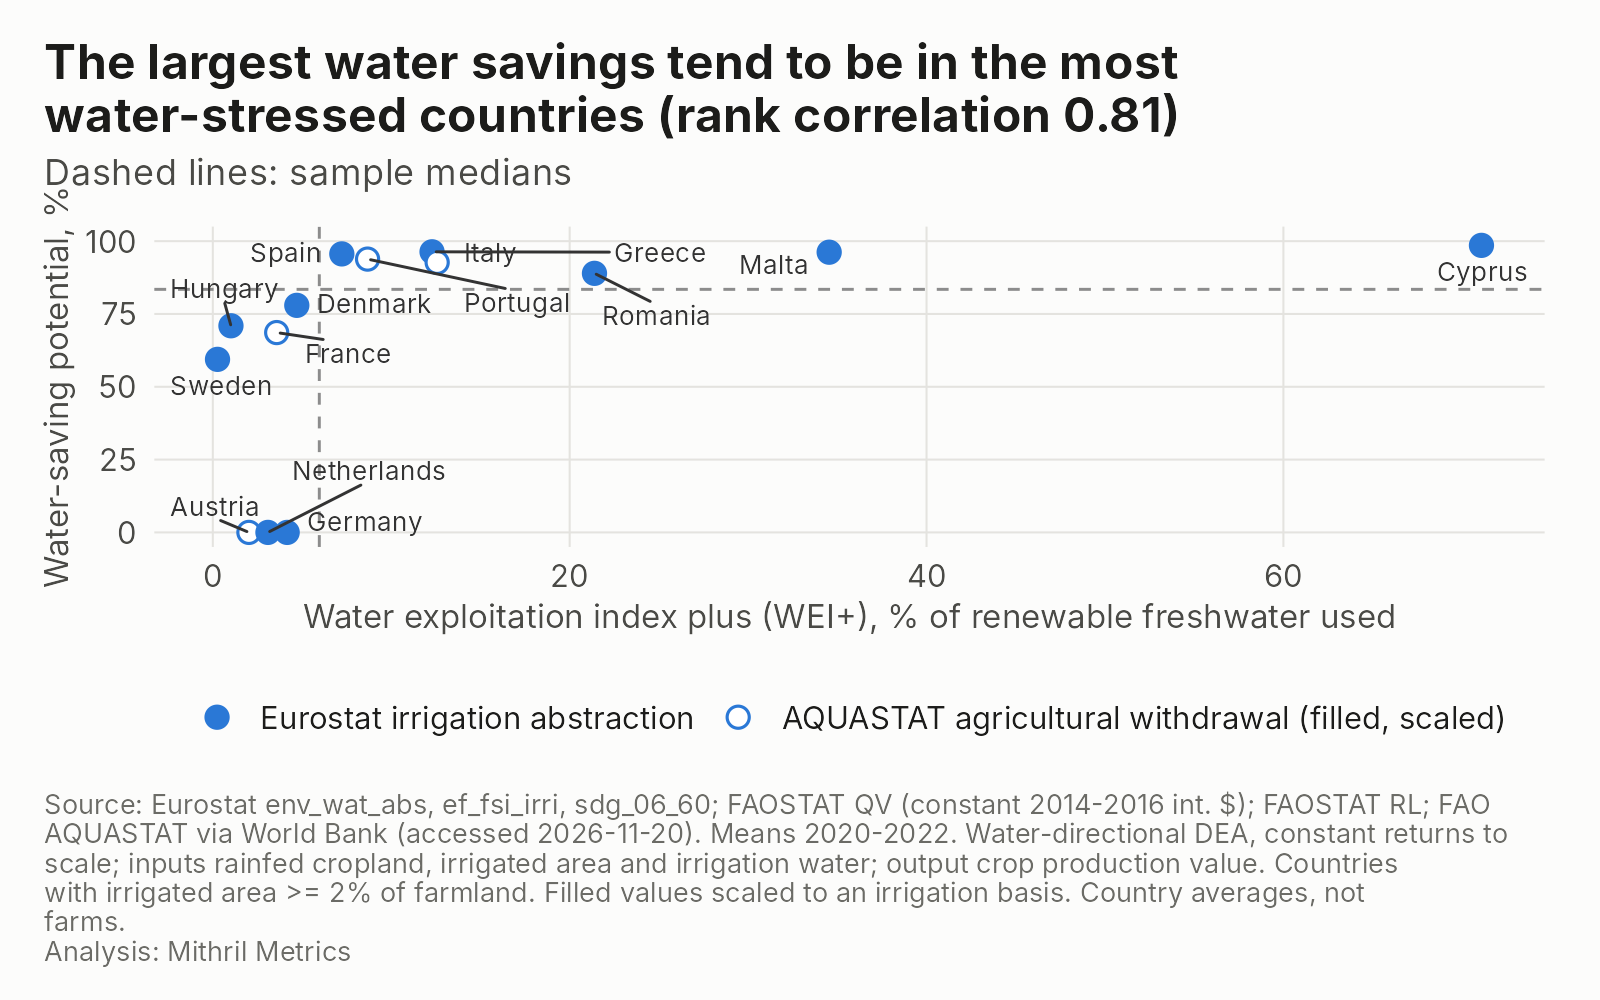 The largest water savings tend to be in the most
water-stressed countries (rank correlation 0.81)
Dashed lines: sample medians
Water-saving potential, %
100
75
50
25
0
Spain
Italy
Greece
Malta
Cyprus
Hungary
Denmark
Portugal
Romania
France
Sweden
Netherlands
Austria
Germany
0 20 40 60
Water exploitation index plus (WEI+), % of renewable freshwater used
Eurostat irrigation abstraction
AQUASTAT agricultural withdrawal (filled, scaled)
Source: Eurostat env_wat_abs, ef_fsi_irri, sdg_06_60; FAOSTAT QV (constant 2014-2016 int. $); FAOSTAT RL; FAO
AQUASTAT via World Bank (accessed 2026-11-20). Means 2020-2022. Water-directional DEA, constant returns to
scale; inputs rainfed cropland, irrigated area and irrigation water; output crop production value. Countries
with irrigated area >= 2% of farmland. Filled values scaled to an irrigation basis. Country averages, not
farms.
Analysis: Mithril Metrics